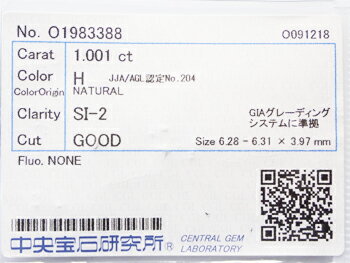 No. O1983388 O091218
Carat 1.001 ct
Color H JJA/AGL認定No.204
ColorOrigin NATURAL
Clarity SI-2 GIAグレーディング
システムに準拠
Cut GOOD Size 6.28 - 6.31 × 3.97 mm
Fluo. NONE
中央宝石研究所® CENTRAL GEM
LABORATORY